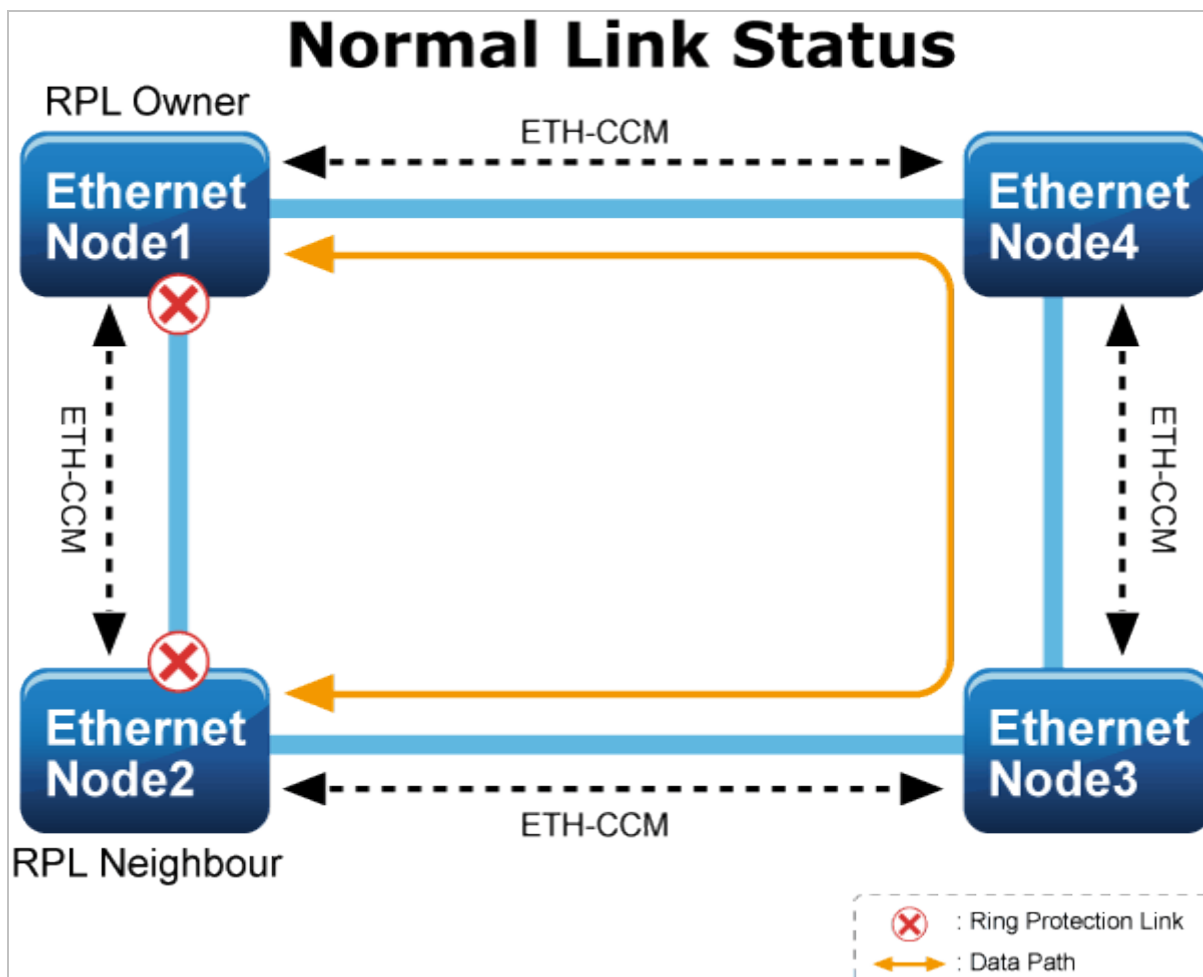 Normal Link Status
RPL Owner
ETH-CCM
Ethernet
Node1
Ethernet
Node4
ETH-CCM
ETH-CCM
Ethernet
Node2
Ethernet
Node3
ETH-CCM
RPL Neighbour
: Ring Protection Link
: Data Path